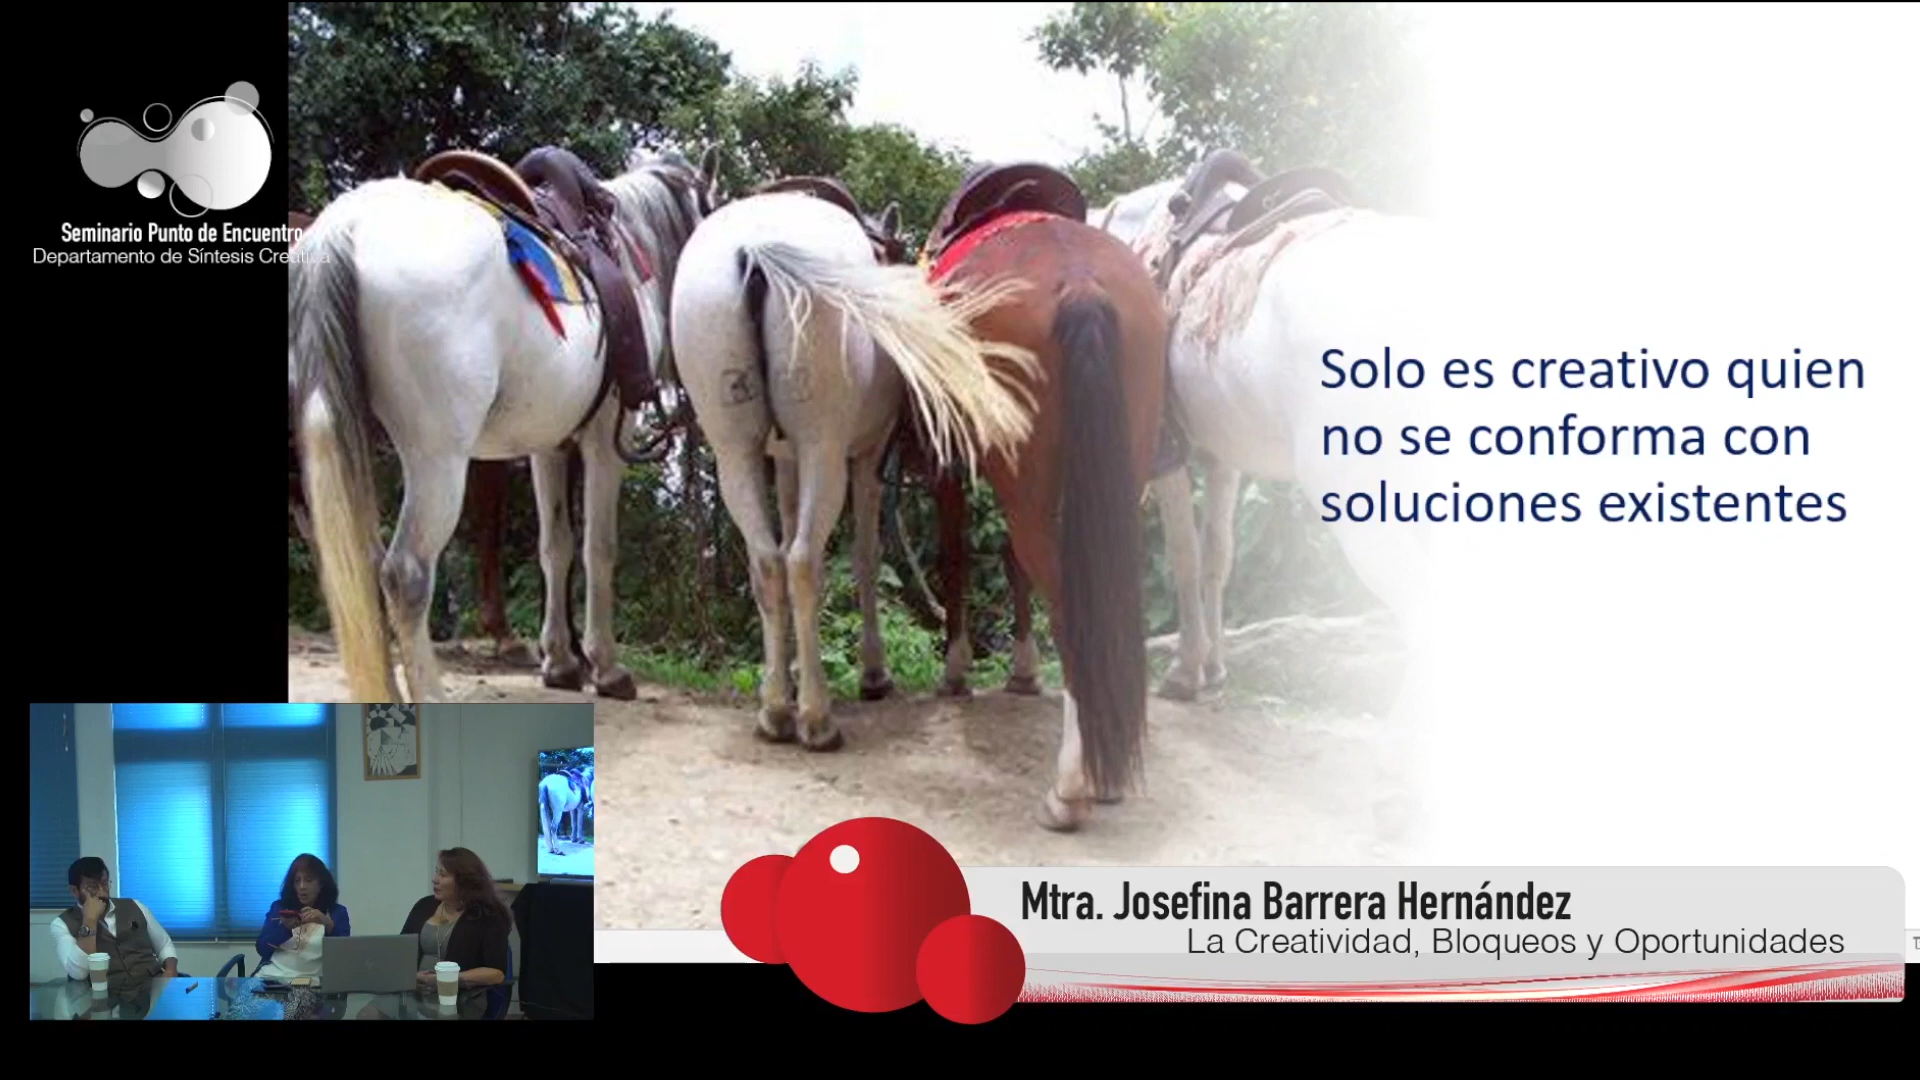 Seminario Punto de Encuentro
Departamento de Síntesis Creativa
Solo es creativo quien
no se conforma con
soluciones existentes
Mtra. Josefina Barrera Hernández
La Creatividad, Bloqueos y Oportunidades